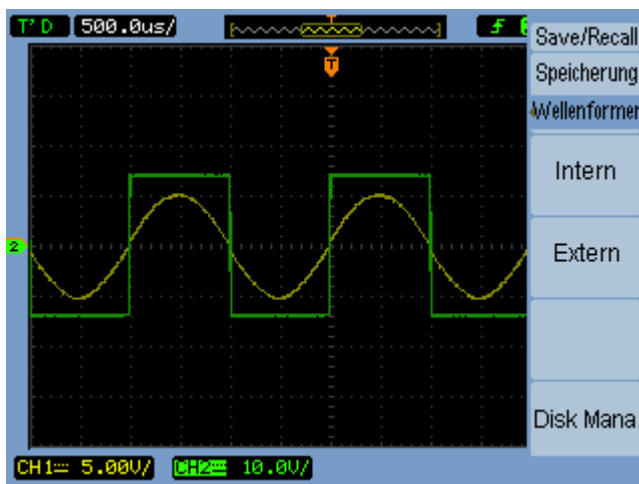 T'D 500.0us/ T
Save/Recall
Speicherung
Wellenformen
T
Intern
2
Extern
Disk Mana.
CH1 5.00V/ CH2 10.0V/